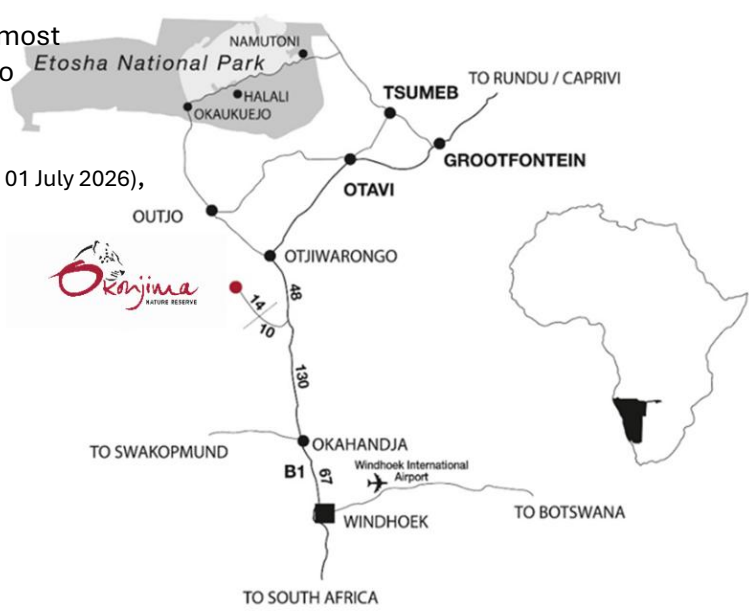 most
o
01 July 2026),
NAMUTONI
Etosha National Park
HALALI
OKAUKUEJO
TSUMEB
TO RUNDU / CAPRIVI
GROOTFONTEIN
OTAVI
OUTJO
OTJIWARONGO
Okonjima
NATURE RESERVE
48
14
10
130
TO SWAKOPMUND
OKAHANDJA
B1
67
Windhoek International
Airport
WINDHOEK
TO BOTSWANA
TO SOUTH AFRICA